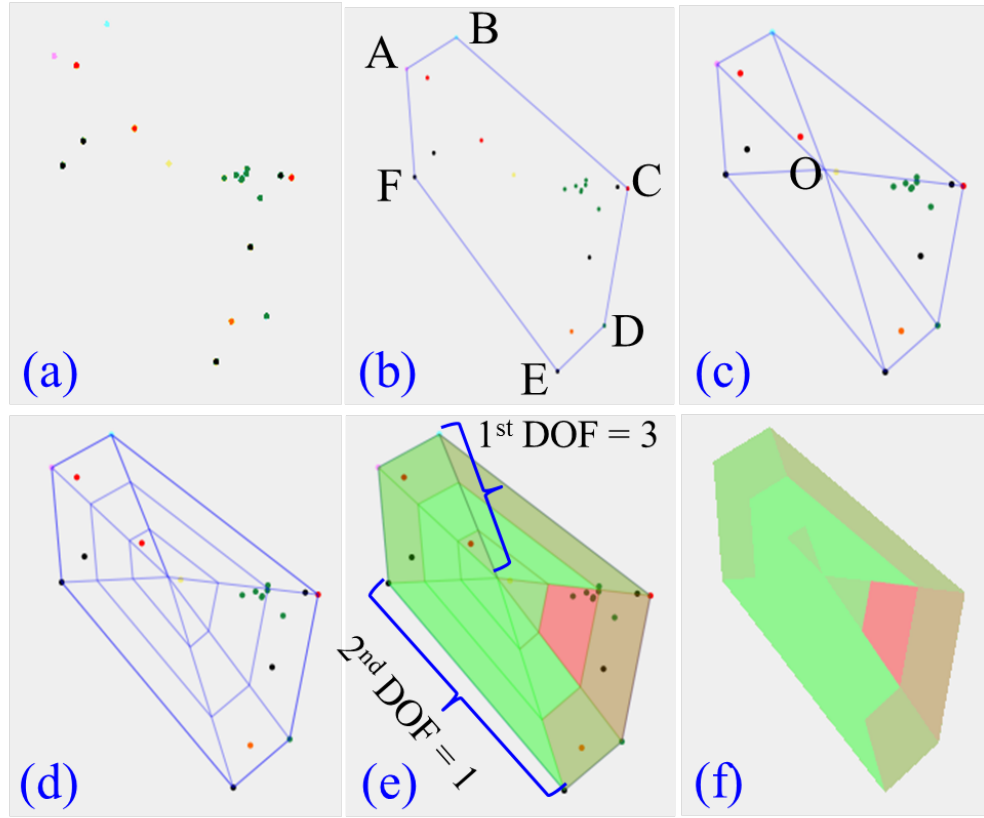 (a)
A
B
C
D
E
F
(b)
O
(c)
(d)
1st DOF = 3
2nd DOF = 1
(e)
(f)